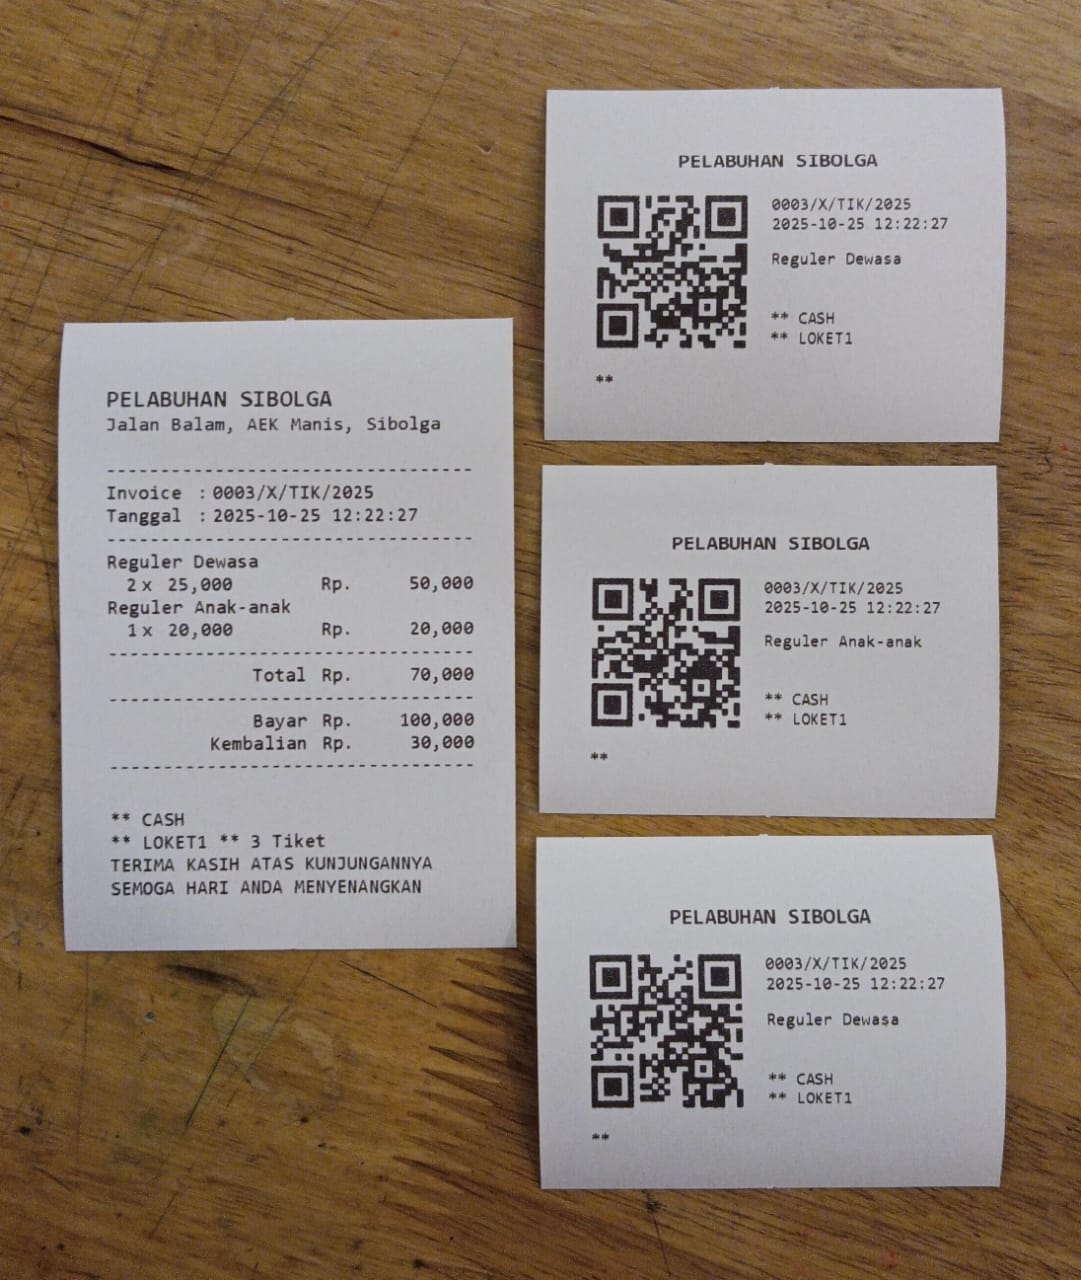 PELABUHAN SIBOLGA
Jalan Balam, AEK Manis, Sibolga
----------------------------------
Invoice : 0003/X/TIK/2025
Tanggal : 2025-10-25 12:22:27
----------------------------------
Reguler Dewasa
2 x 25,000 Rp. 50,000
Reguler Anak-anak
1 x 20,000 Rp. 20,000
----------------------------------
Total Rp. 70,000
----------------------------------
Bayar Rp. 100,000
Kembalian Rp. 30,000
----------------------------------
** CASH
** LOKET1 ** 3 Tiket
TERIMA KASIH ATAS KUNJUNGANNYA
SEMOGA HARI ANDA MENYENANGKAN
PELABUHAN SIBOLGA
0003/X/TIK/2025
2025-10-25 12:22:27
Reguler Dewasa
** CASH
** LOKET1
**
PELABUHAN SIBOLGA
0003/X/TIK/2025
2025-10-25 12:22:27
Reguler Anak-anak
** CASH
** LOKET1
**
PELABUHAN SIBOLGA
0003/X/TIK/2025
2025-10-25 12:22:27
Reguler Dewasa
** CASH
** LOKET1
**